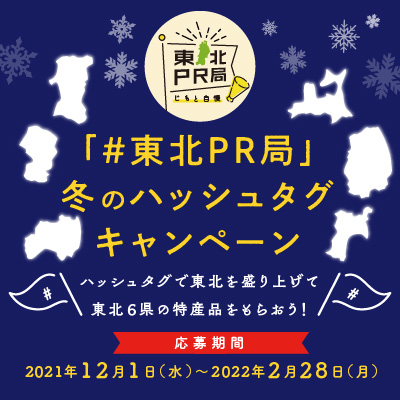 東北
PR局
じもと自慢
「#東北PR局」
冬のハッシュタグ
キャンペーン
ハッシュタグで東北を盛り上げて
# 東北6県の特産品をもらおう! #
応募期間
2021年12月1日(水)〜2022年2月28日(月)